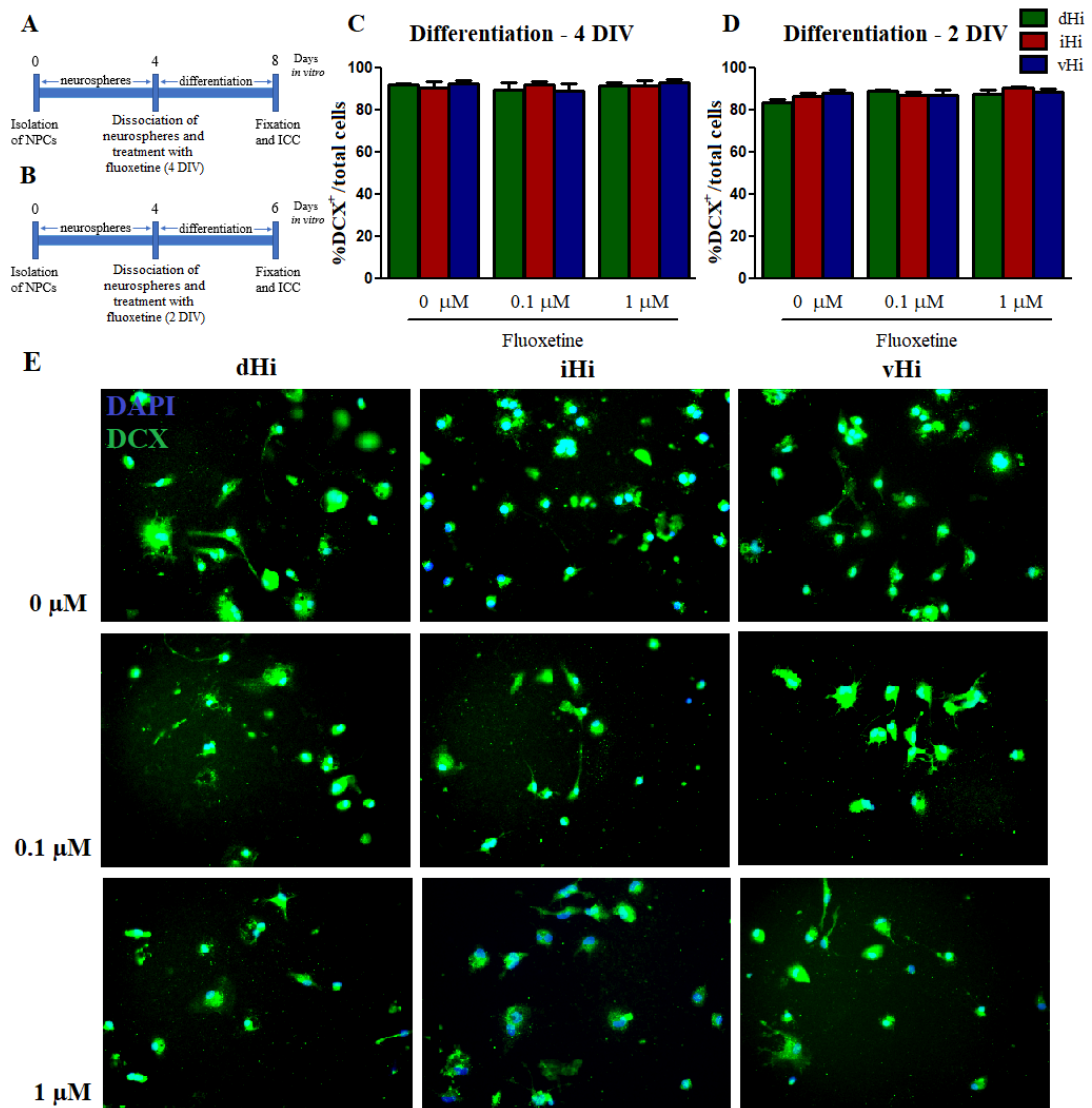 A
0 4 8 Days
in vitro
neurospheres differentiation
Isolation
of NPCs
Dissociation of
neurospheres and
treatment with
fluoxetine (4 DIV)
Fixation
and ICC
B
0 4 6 Days
in vitro
neurospheres differentiation
Isolation
of NPCs
Dissociation of
neurospheres and
treatment with
fluoxetine (2 DIV)
Fixation
and ICC
C
Differentiation - 4 DIV
%DCX+/total cells
100
80
60
40
20
0
0 μM 0.1 μM 1 μM
Fluoxetine
D
Differentiation - 2 DIV
dHi
iHi
vHi
%DCX+/total cells
100
80
60
40
20
0
0 μM 0.1 μM 1 μM
Fluoxetine
E
dHi iHi vHi
DAPI
DCX
0 μM
0.1 μM
1 μM